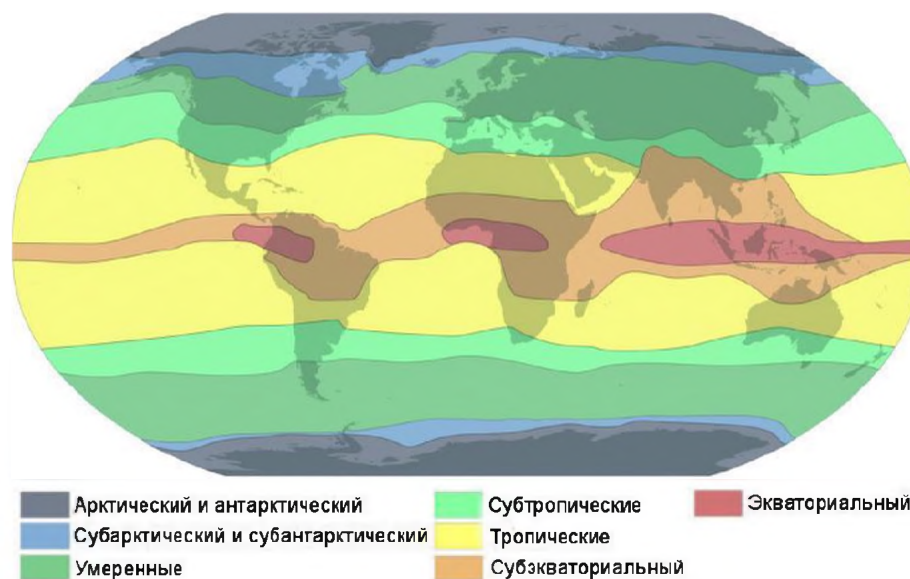 Арктический и антарктический
Субарктический и субантарктический
Умеренные
Субтропические
Тропические
Субэкваториальный
Экваториальный